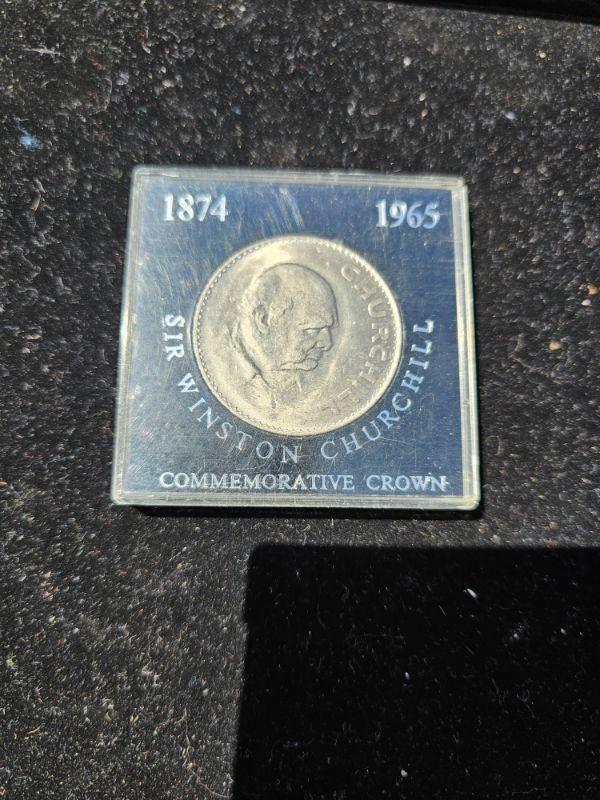 1874 1965
CHURCHILL
SIR WINSTON CHURCHILL
COMMEMORATIVE CROWN